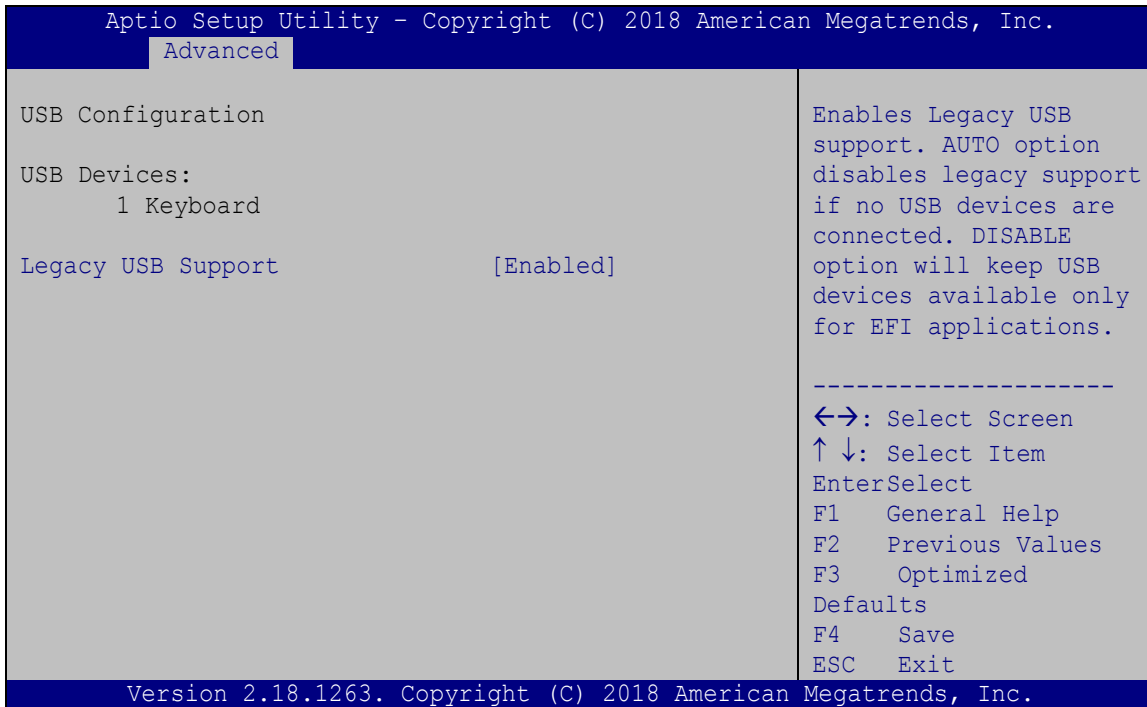 Aptio Setup Utility – Copyright (C) 2018 American Megatrends, Inc.
Advanced
USB Configuration
USB Devices:
1 Keyboard
Legacy USB Support [Enabled]
Enables Legacy USB
support. AUTO option
disables legacy support
if no USB devices are
connected. DISABLE
option will keep USB
devices available only
for EFI applications.
---------------------
←→: Select Screen
↑ ↓: Select Item
EnterSelect
F1 General Help
F2 Previous Values
F3 Optimized
Defaults
F4 Save
ESC Exit
Version 2.18.1263. Copyright (C) 2018 American Megatrends, Inc.